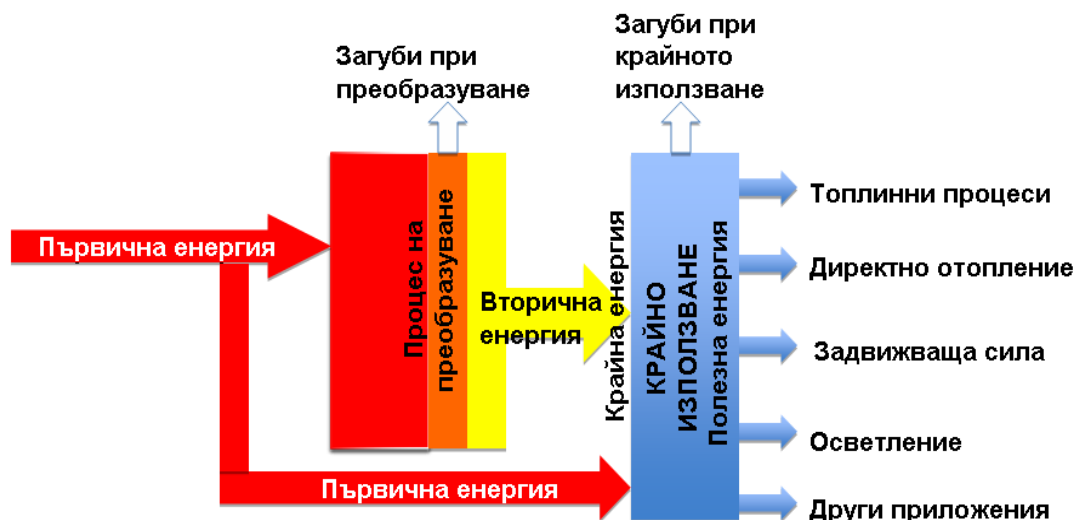 Загуби при
преобразуване
Загуби при
крайното
използване
Първична енергия
Процес на
преобразуване
Вторична
енергия
Крайна енергия
КРАЙНО
ИЗПОЛЗВАНЕ
Полезна енергия
Топлинни процеси
Директно отопление
Задвижваща сила
Осветление
Други приложения
Първична енергия